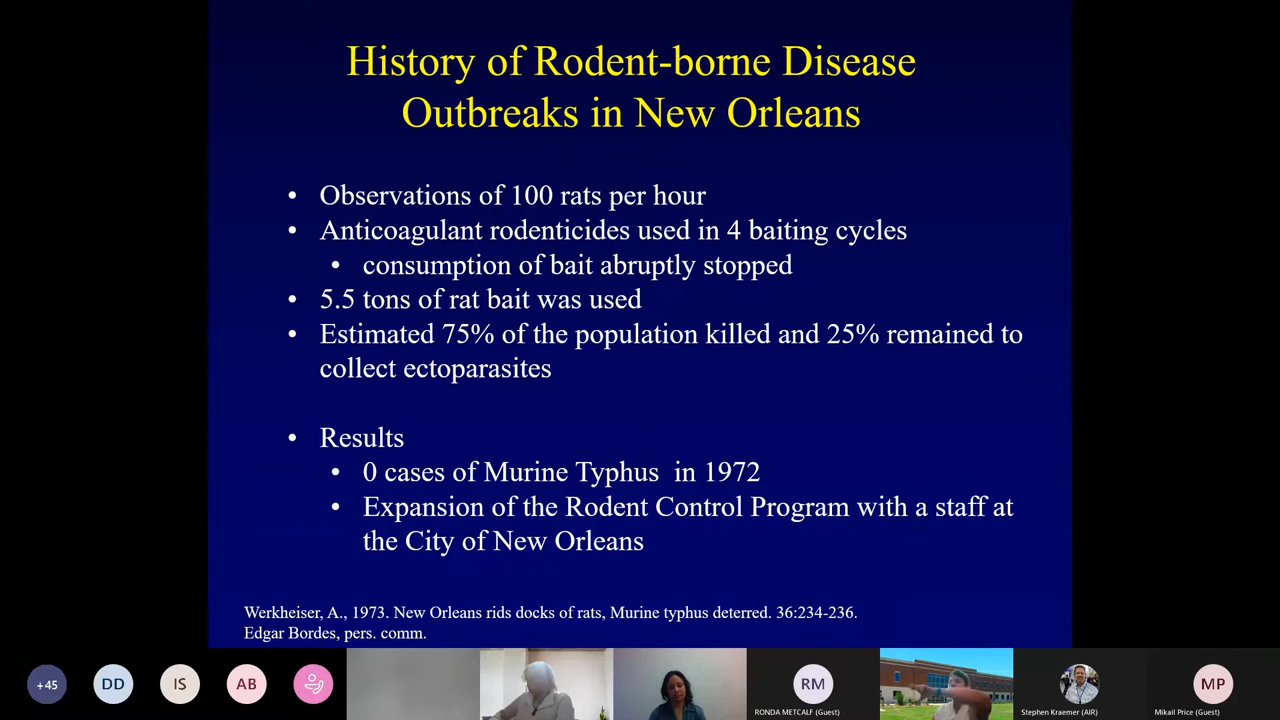 History of Rodent-borne Disease
Outbreaks in New Orleans
• Observations of 100 rats per hour
• Anticoagulant rodenticides used in 4 baiting cycles
• consumption of bait abruptly stopped
• 5.5 tons of rat bait was used
• Estimated 75% of the population killed and 25% remained to
collect ectoparasites
• Results
• 0 cases of Murine Typhus in 1972
• Expansion of the Rodent Control Program with a staff at
the City of New Orleans
Werkheiser, A., 1973. New Orleans rids docks of rats, Murine typhus deterred. 36:234-236.
Edgar Bordes, pers. comm.
+45
DD
IS
AB
RM
RONDA METCALF (Guest)
Stephen Kraemer (AIR)
MP
Mikail Price (Guest)